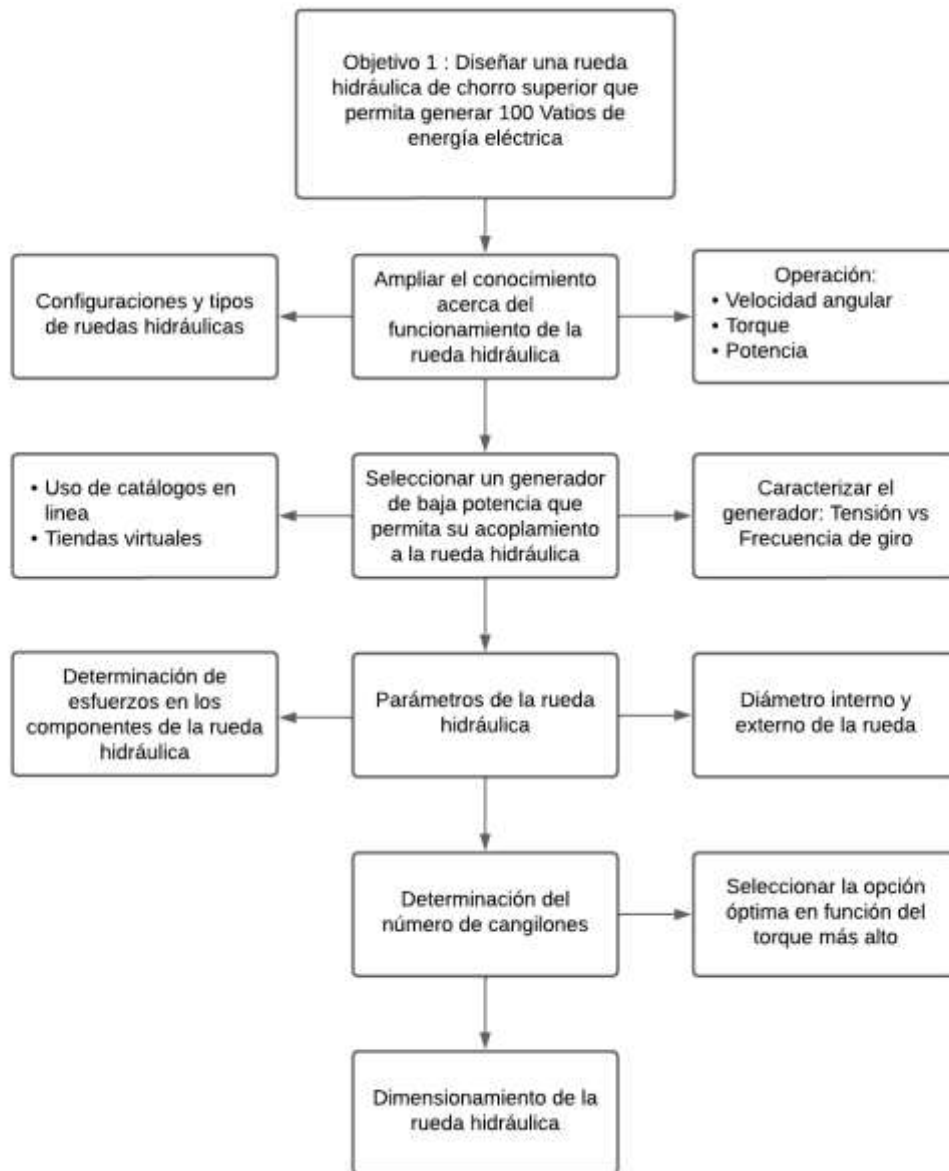 Objetivo 1 : Diseñar una rueda
hidráulica de chorro superior que
permita generar 100 Vatios de
energía eléctrica
Configuraciones y tipos
de ruedas hidráulicas
Ampliar el conocimiento
acerca del
funcionamiento de la
rueda hidráulica
Operación:
• Velocidad angular
• Torque
• Potencia
• Uso de catálogos en
linea
• Tiendas virtuales
Seleccionar un generador
de baja potencia que
permita su acoplamiento
a la rueda hidráulica
Caracterizar el
generador: Tensión vs
Frecuencia de giro
Determinación de
esfuerzos en los
componentes de la rueda
hidráulica
Parámetros de la rueda
hidráulica
Diámetro interno y
externo de la rueda
Determinación del
número de cangilones
Seleccionar la opción
óptima en función del
torque más alto
Dimensionamiento de la
rueda hidráulica